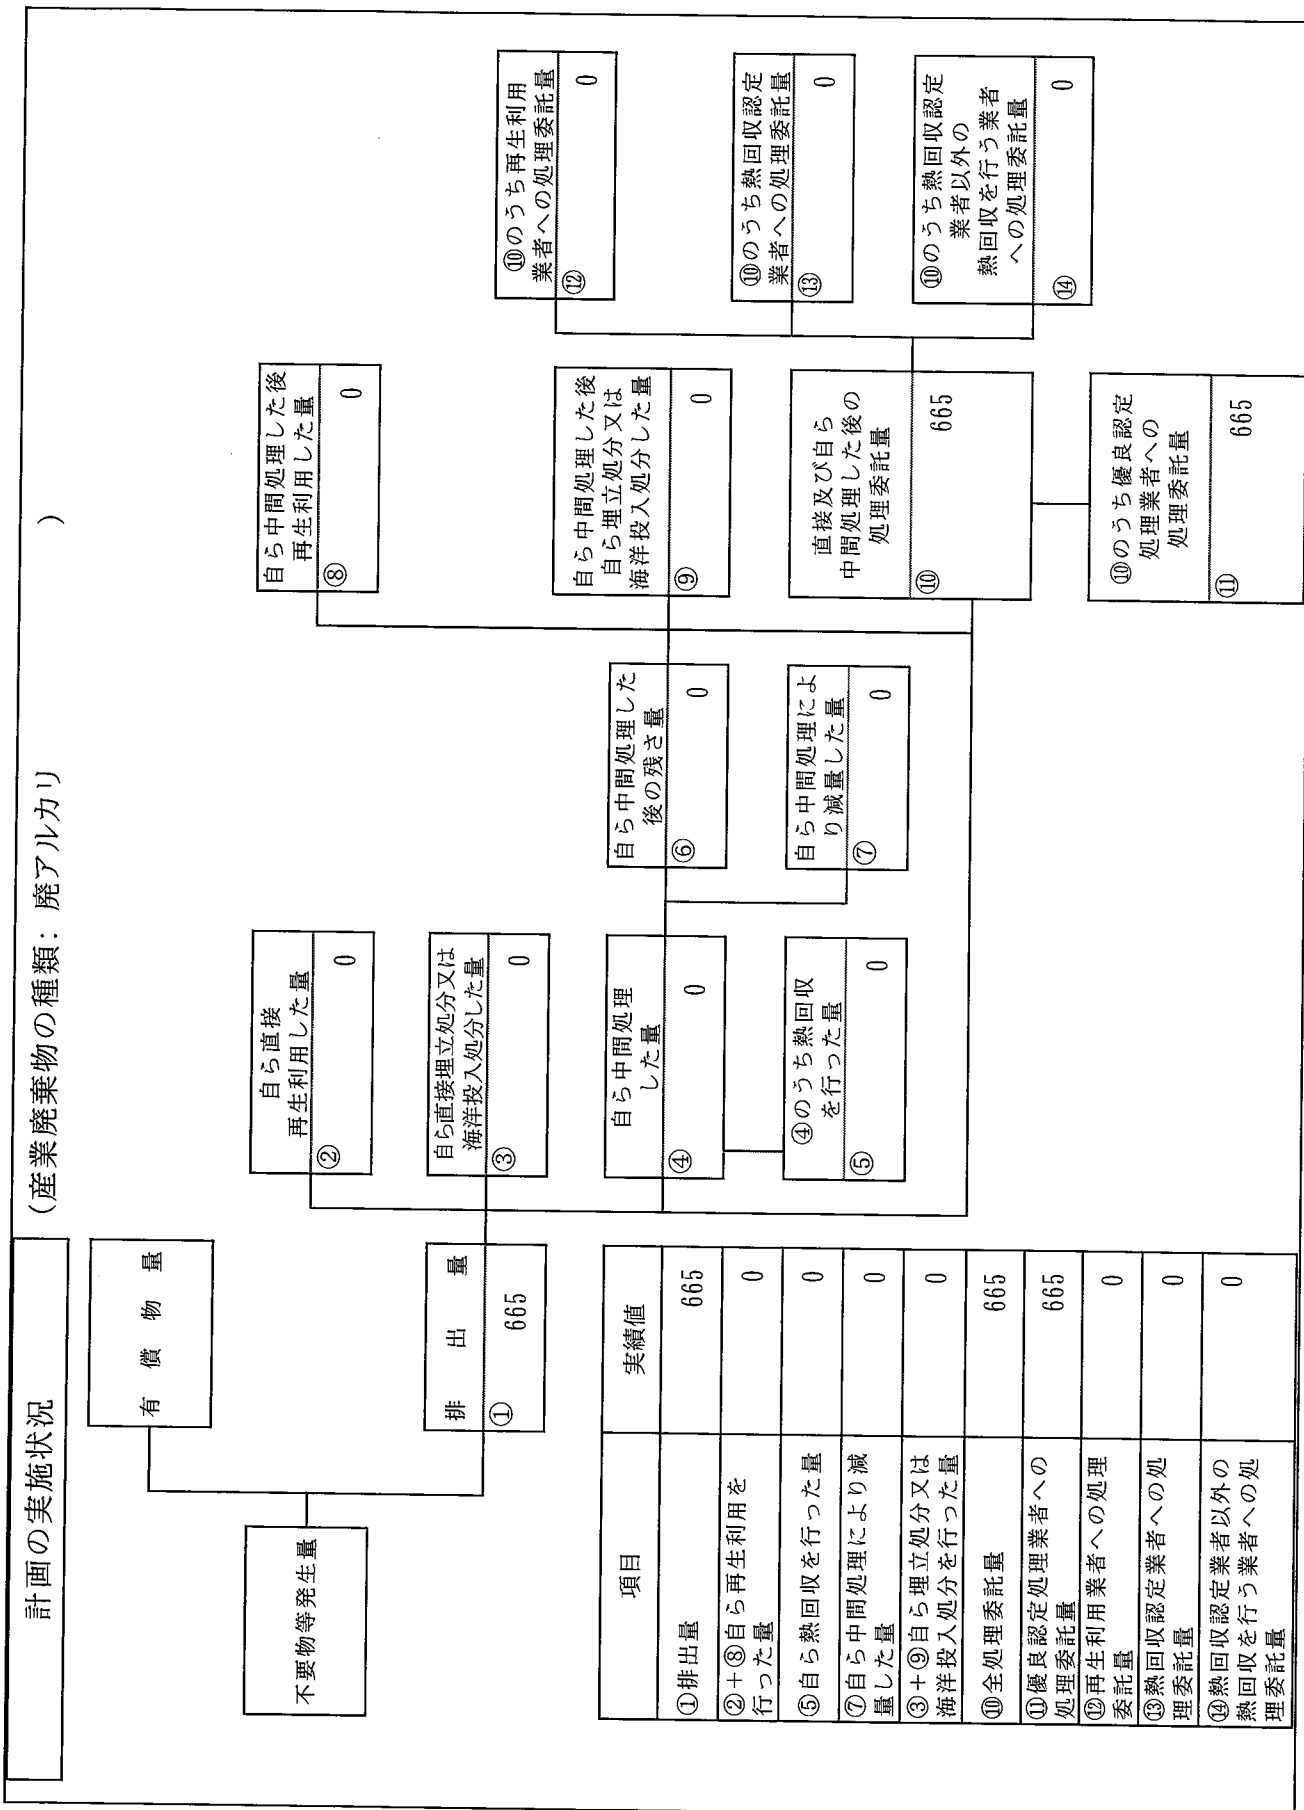 計画の実施状況
（産業廃棄物の種類：廃アルカリ　　　　　　　）
不要物等発生量
有償物量
排出量
① 665
自ら直接
再生利用した量
② 0
自ら直接埋立処分又は
海洋投入処分した量
③ 0
自ら中間処理
した量
④ 0
④のうち熱回収
を行った量
⑤ 0
自ら中間処理した
後の残さ量
⑥ 0
自ら中間処理によ
り減量した量
⑦ 0
自ら中間処理した後
再生利用した量
⑧ 0
自ら中間処理した後
自ら埋立処分又は
海洋投入処分した量
⑨ 0
直接及び自ら
中間処理した後の
処理委託量
⑩ 665
⑩のうち優良認定
処理業者への
処理委託量
⑪ 665
⑩のうち再生利用
業者への処理委託量
⑫ 0
⑩のうち熱回収認定
業者への処理委託量
⑬ 0
⑩のうち熱回収認定
業者以外の
熱回収を行う業者
への処理委託量
⑭ 0
項目 実績値
①排出量 665
②+⑧自ら再生利用を
行った量 0
⑤自ら熱回収を行った量 0
⑦自ら中間処理により減
量した量 0
③+⑨自ら埋立処分又は
海洋投入処分を行った量 0
⑩全処理委託量 665
⑪優良認定処理業者への
処理委託量 665
⑫再生利用業者への処理
委託量 0
⑬熱回収認定業者への処
理委託量 0
⑭熱回収認定業者以外の
熱回収を行う業者への処
理委託量 0